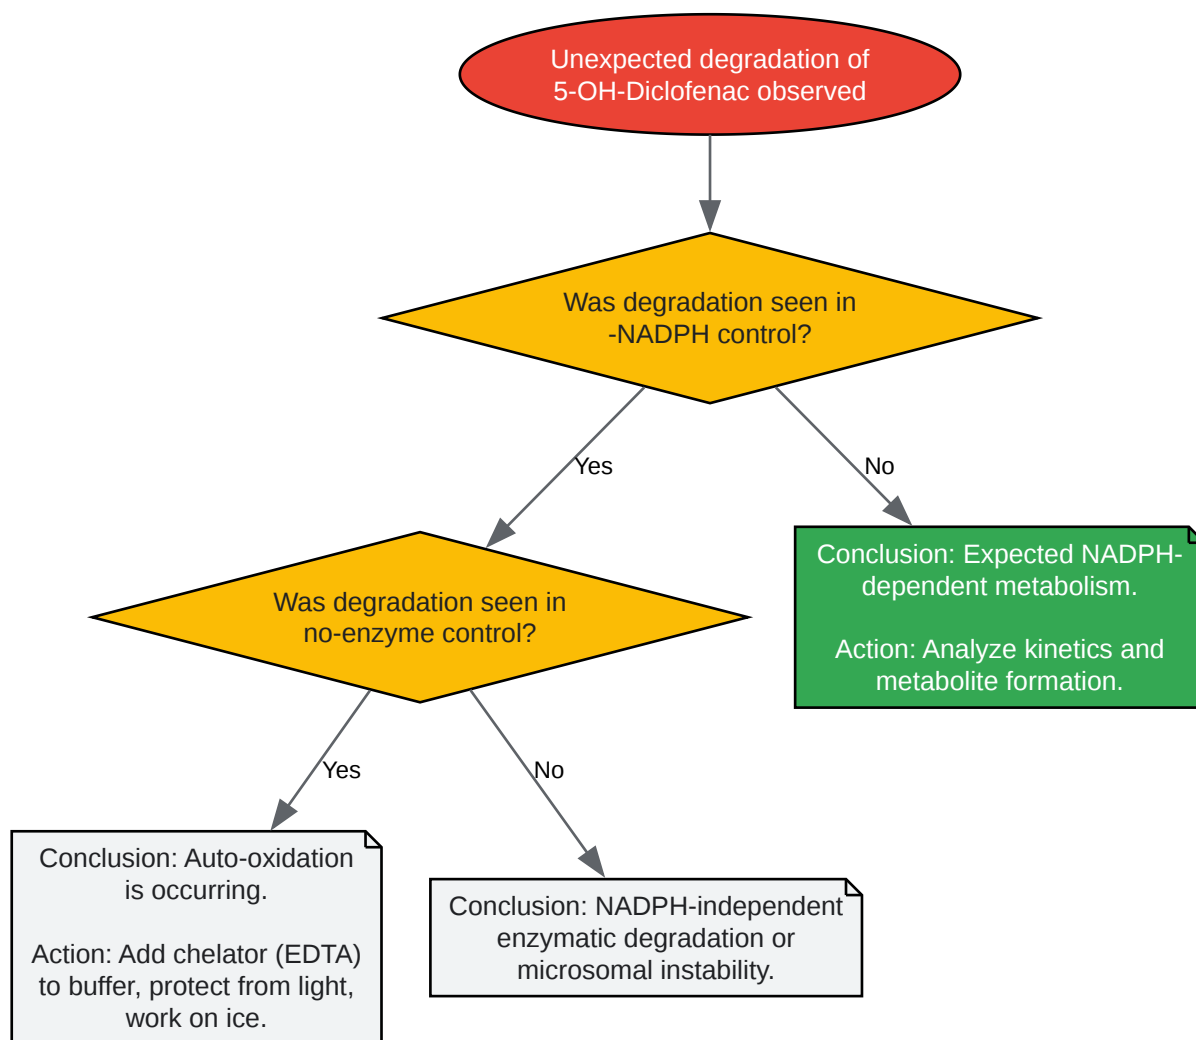 Unexpected degradation of
5-OH-Diclofenac observed
Was degradation seen in
-NADPH control?
Yes
No
Conclusion: Expected NADPH-
dependent metabolism.
Action: Analyze kinetics and
metabolite formation.
Was degradation seen in
no-enzyme control?
Yes
No
Conclusion: Auto-oxidation
is occurring.
Action: Add chelator (EDTA)
to buffer, protect from light,
work on ice.
Conclusion: NADPH-independent
enzymatic degradation or
microsomal instability.